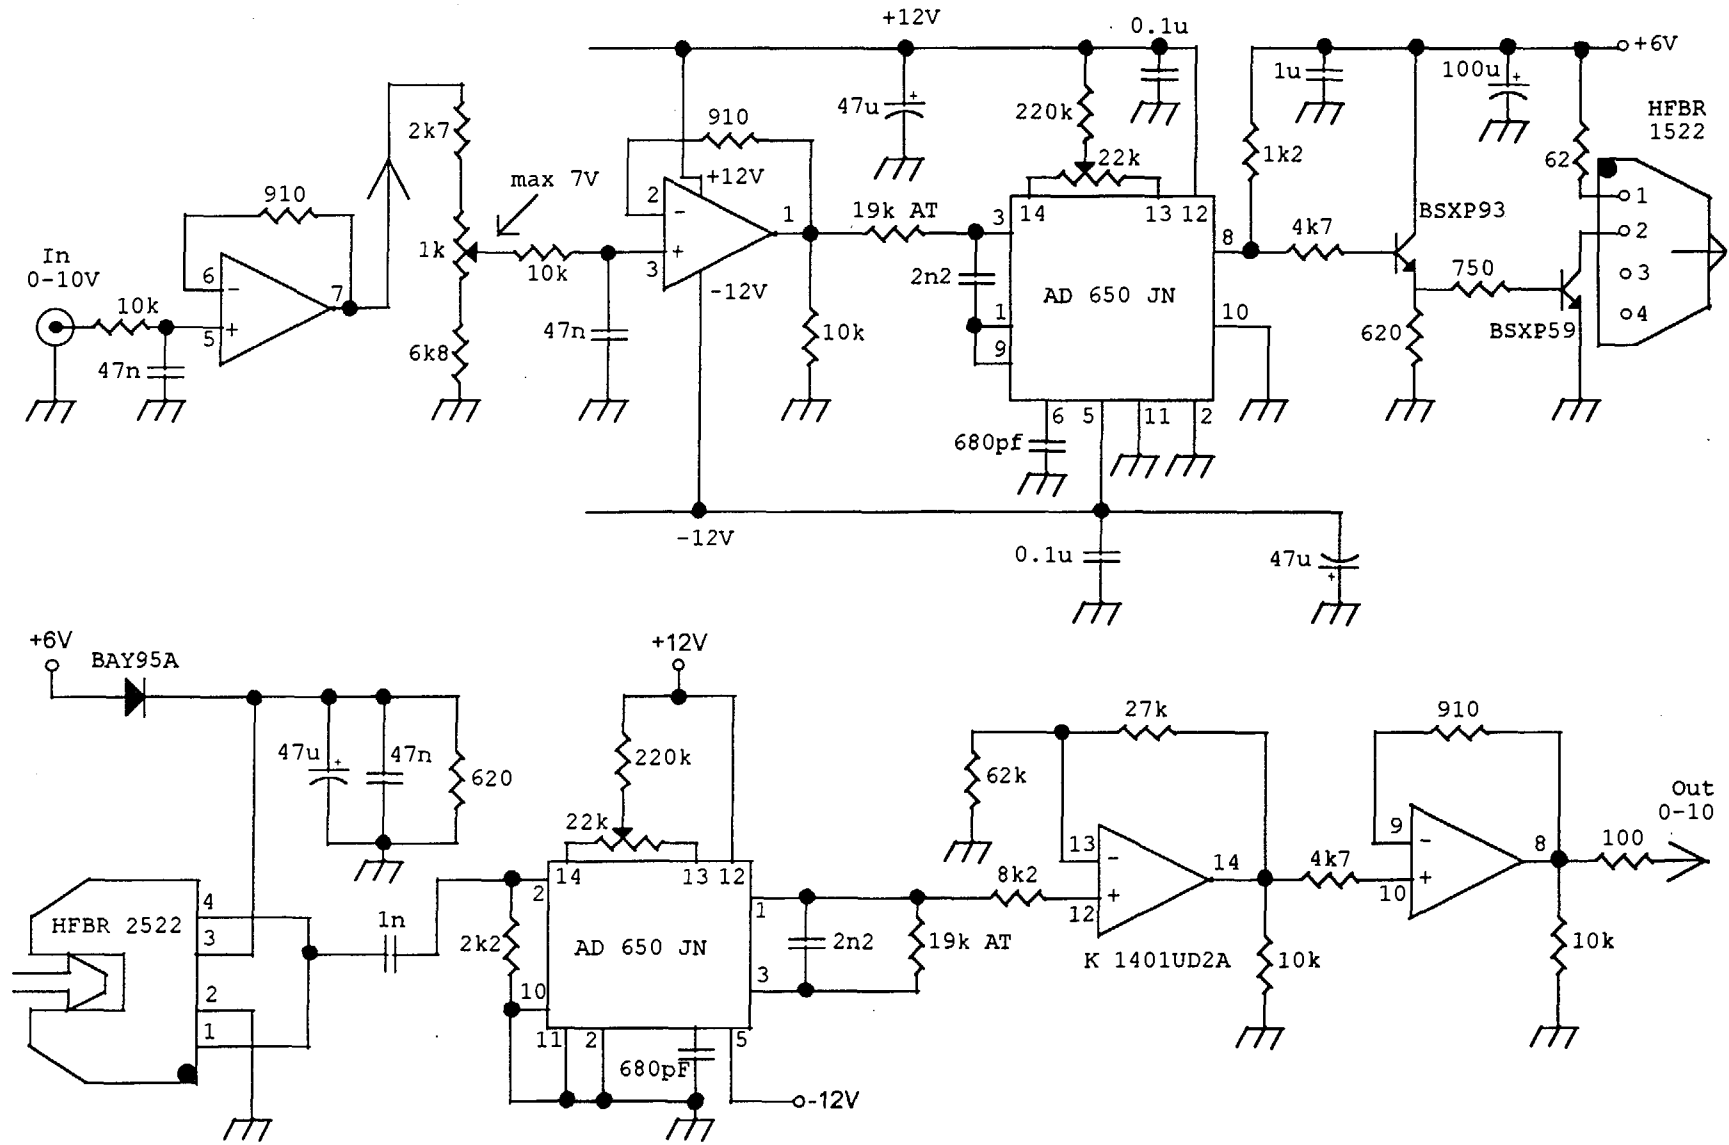 +12V
0.1u
47u +
220k
22k
14
13
12
1u
100u +
+6V
HFBR
1522
62
1k2
BSXP93
4k7
750
620
BSXP59
1
2
3
4
In
0-10V
10k
47n
910
6
-
7
5
+
2k7
1k
6k8
max 7V
10k
47n
910
+12V
2
-
1
+
3
-12V
10k
19k AT
2n2
3
1
9
AD 650 JN
8
10
6
5
11
2
680pf
-12V
0.1u
47u
+
+6V
BAY95A
47u +
47n
620
HFBR 2522
4
3
2
1
1n
+12V
220k
22k
14
13
12
2
2k2
10
AD 650 JN
1
3
11
2
5
680pF
-12V
2n2
19k AT
8k2
62k
27k
13
-
14
+
12
K 1401UD2A
10k
4k7
910
9
-
8
+
10
10k
100
Out
0-10